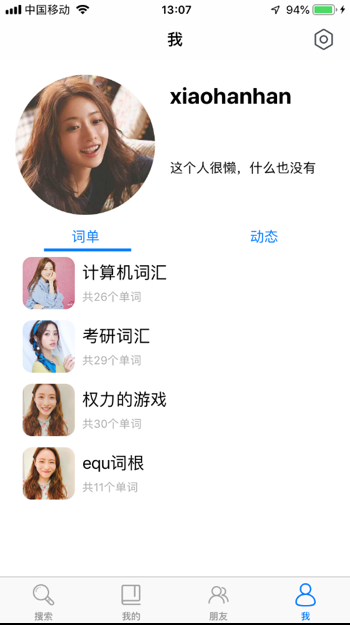 中国移动 13:07 94%
我
xiaohanhan
这个人很懒，什么也没有
词单 动态
计算机词汇
共26个单词
考研词汇
共29个单词
权力的游戏
共30个单词
equ词根
共11个单词
搜索 我的 朋友 我